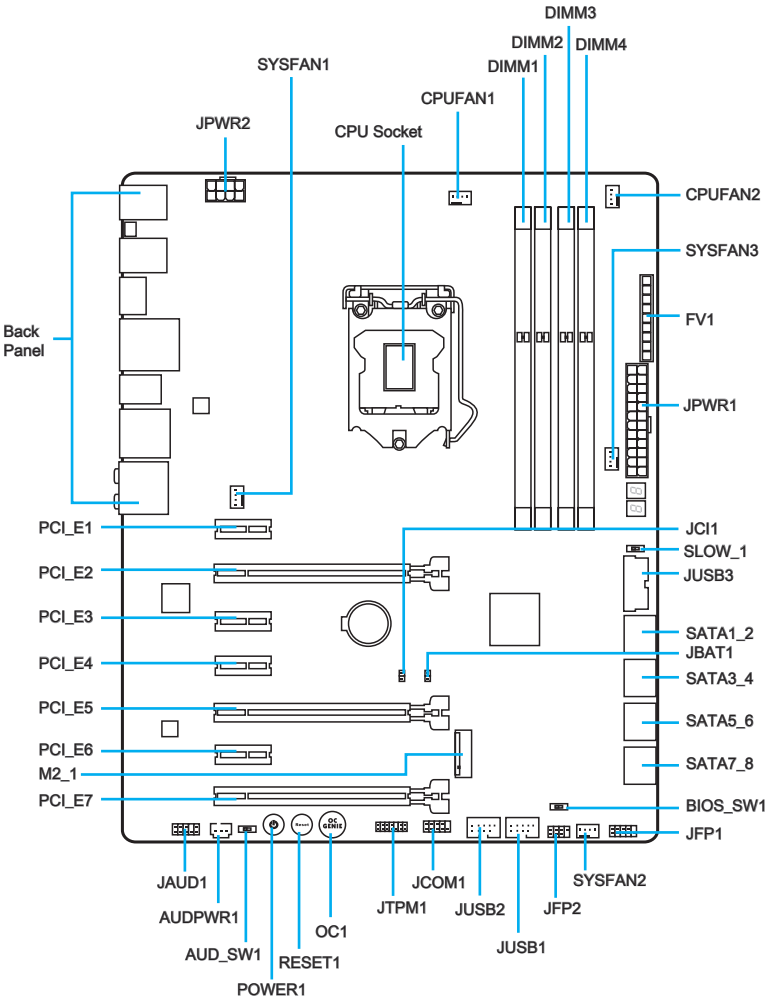 DIMM3
DIMM2
DIMM4
SYSFAN1
DIMM1
CPUFAN1
JPWR2
CPU Socket
CPUFAN2
SYSFAN3
FV1
Back
Panel
JPWR1
88
88
PCI_E1
JCI1
SLOW_1
PCI_E2
JUSB3
PCI_E3
SATA1_2
JBAT1
PCI_E4
SATA3_4
PCI_E5
SATA5_6
PCI_E6
SATA7_8
M2_1
PCI_E7
BIOS_SW1
Reset
OC
GENIE
JFP1
JAUD1
JCOM1
SYSFAN2
AUDPWR1
JTPM1
JUSB2
JFP2
OC1
AUD_SW1
JUSB1
RESET1
POWER1